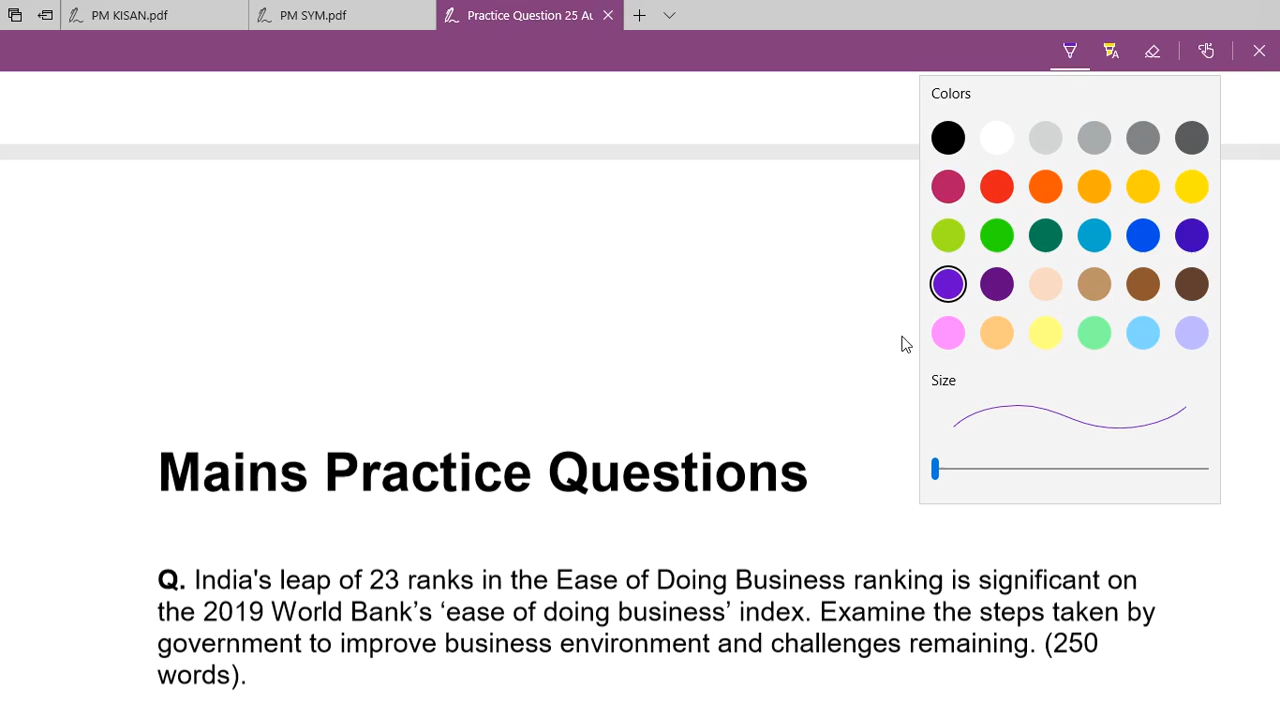 PM KISAN.pdf
PM SYM.pdf
Practice Question 25 Au
Colors
Size
Mains Practice Questions
Q. India's leap of 23 ranks in the Ease of Doing Business ranking is significant on
the 2019 World Bank’s ‘ease of doing business’ index. Examine the steps taken by
government to improve business environment and challenges remaining. (250
words).